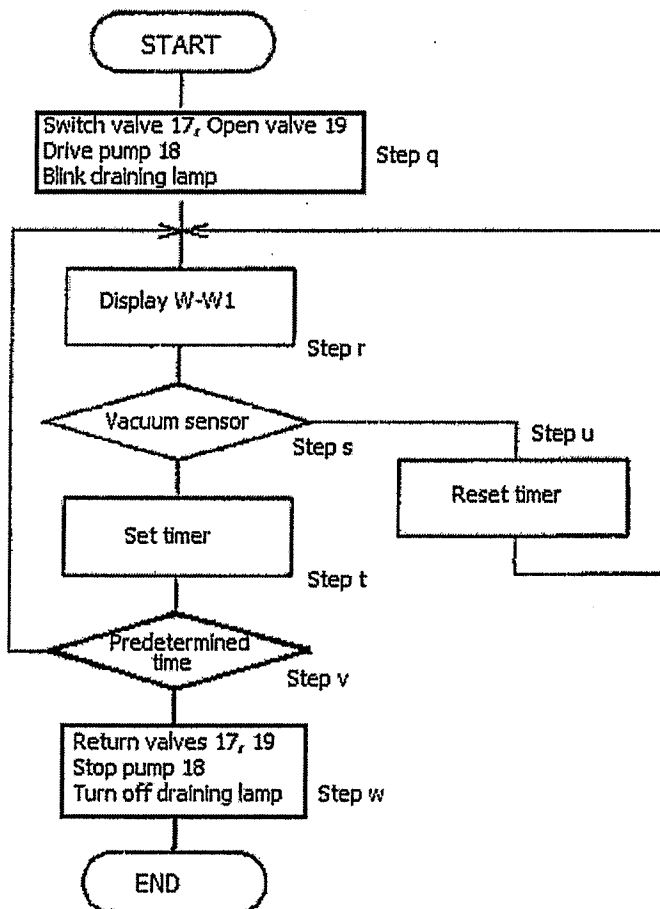 START
Switch valve 17, Open valve 19
Drive pump 18
Blink draining lamp
Step q
Display W-W1
Step r
Vacuum sensor
Step s
Step u
Reset timer
Set timer
Step t
Predetermined
time
Step v
Return valves 17, 19
Stop pump 18
Turn off draining lamp
Step w
END